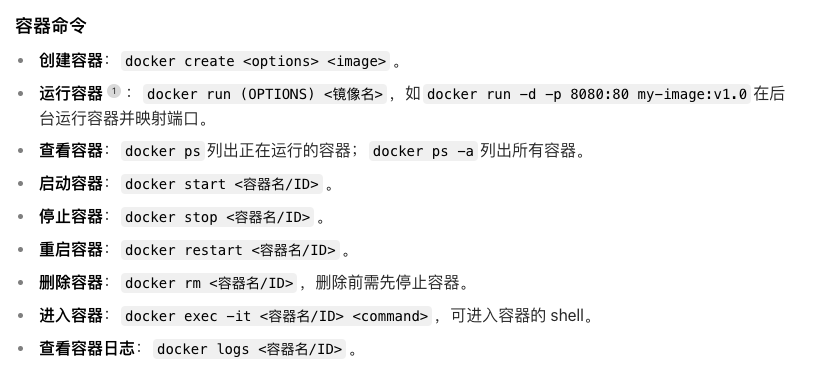 容器命令
• 创建容器： docker create <options> <image> 。
• 运行容器 1 ： docker run (OPTIONS) <镜像名> ，如 docker run -d -p 8080:80 my-image:v1.0 在后
台运行容器并映射端口。
• 查看容器： docker ps 列出正在运行的容器； docker ps -a 列出所有容器。
• 启动容器： docker start <容器名/ID> 。
• 停止容器： docker stop <容器名/ID> 。
• 重启容器： docker restart <容器名/ID> 。
• 删除容器： docker rm <容器名/ID> ，删除前需先停止容器。
• 进入容器： docker exec -it <容器名/ID> <command> ，可进入容器的 shell。
• 查看容器日志： docker logs <容器名/ID> 。